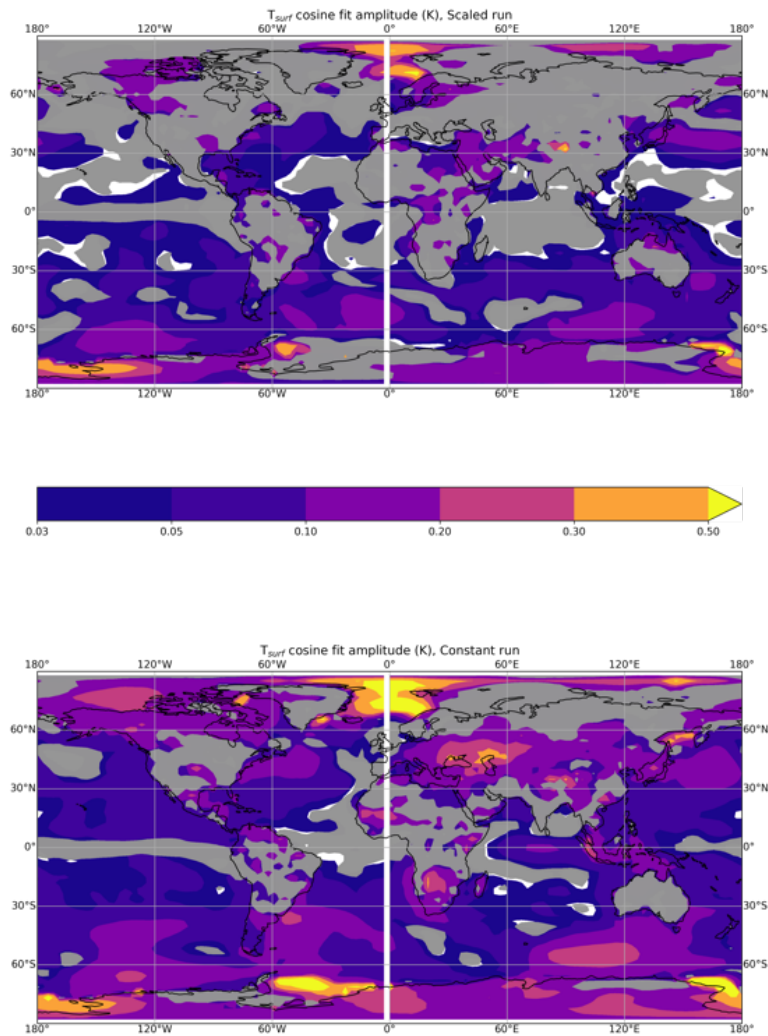 T_surf cosine fit amplitude (K), Scaled run
180° 120°W 60°W 0° 60°E 120°E 180°
60°N 60°N
30°N 30°N
0° 0°
30°S 30°S
60°S 60°S
180° 120°W 60°W 0° 60°E 120°E 180°
0.03 0.05 0.10 0.20 0.30 0.50
T_surf cosine fit amplitude (K), Constant run
180° 120°W 60°W 0° 60°E 120°E 180°
60°N 60°N
30°N 30°N
0° 0°
30°S 30°S
60°S 60°S
180° 120°W 60°W 0° 60°E 120°E 180°